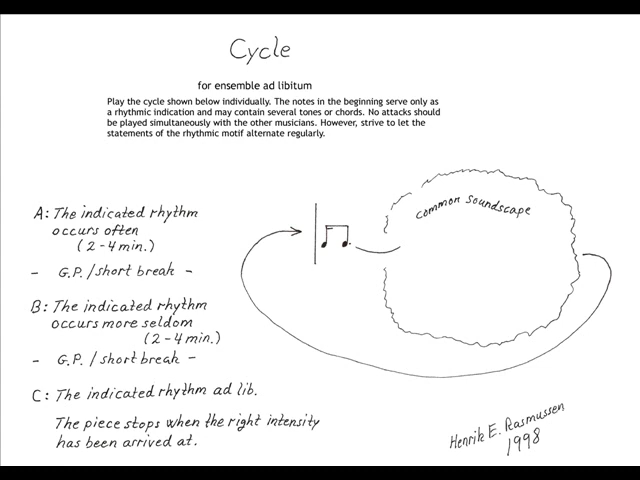 Cycle
for ensemble ad libitum
Play the cycle shown below individually. The notes in the beginning serve only as
a rhythmic indication and may contain several tones or chords. No attacks should
be played simultaneously with the other musicians. However, strive to let the
statements of the rhythmic motif alternate regularly.
A: The indicated rhythm
occurs often
(2-4 min.)
- G.P. / short break -
B: The indicated rhythm
occurs more seldom
(2-4 min.)
- G.P. / short break -
C: The indicated rhythm ad lib.
The piece stops when the right intensity
has been arrived at.
common soundscape
Henrik E. Rasmussen
1998